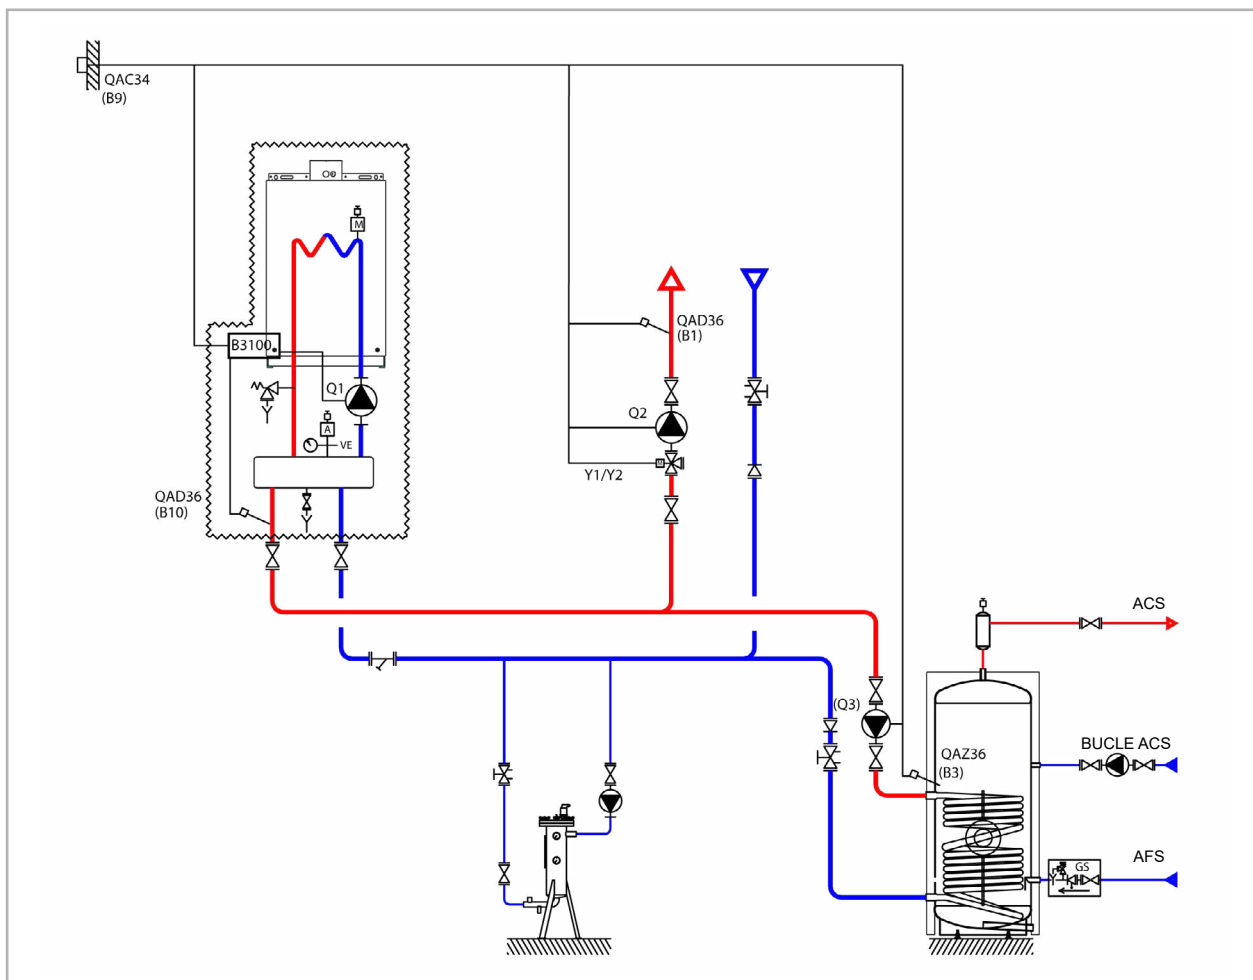 QAC34
(B9)
M
B3100
Q1
A
VE
QAD36
(B10)
QAD36
(B1)
Q2
Y1/Y2
ACS
(Q3)
QAZ36
(B3)
BUCLE ACS
GS
AFS